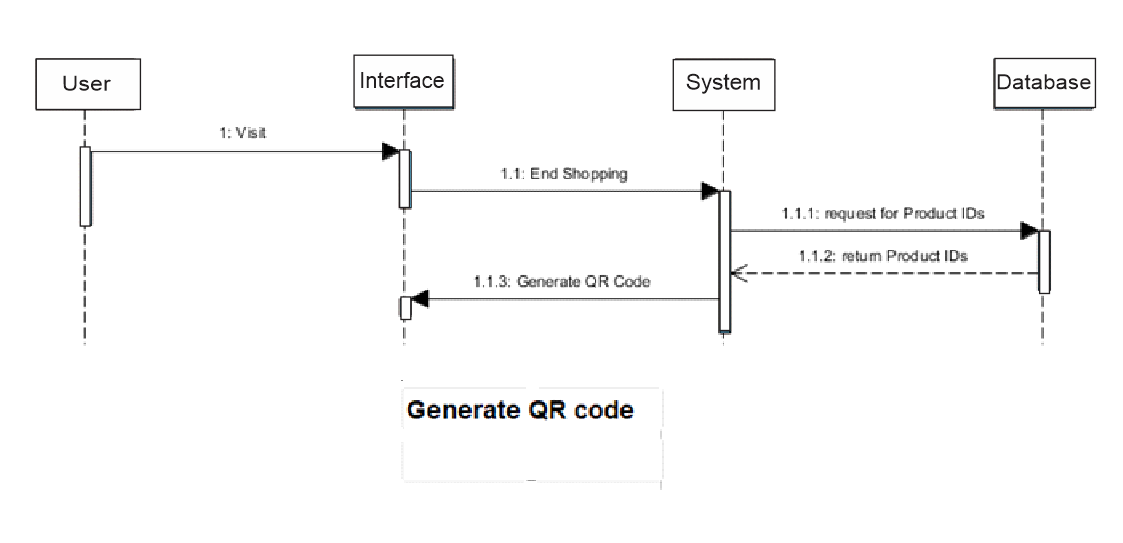 User
Interface
System
Database
1: Visit
1.1: End Shopping
1.1.1: request for Product IDs
1.1.2: return Product IDs
1.1.3: Generate QR Code
Generate QR code